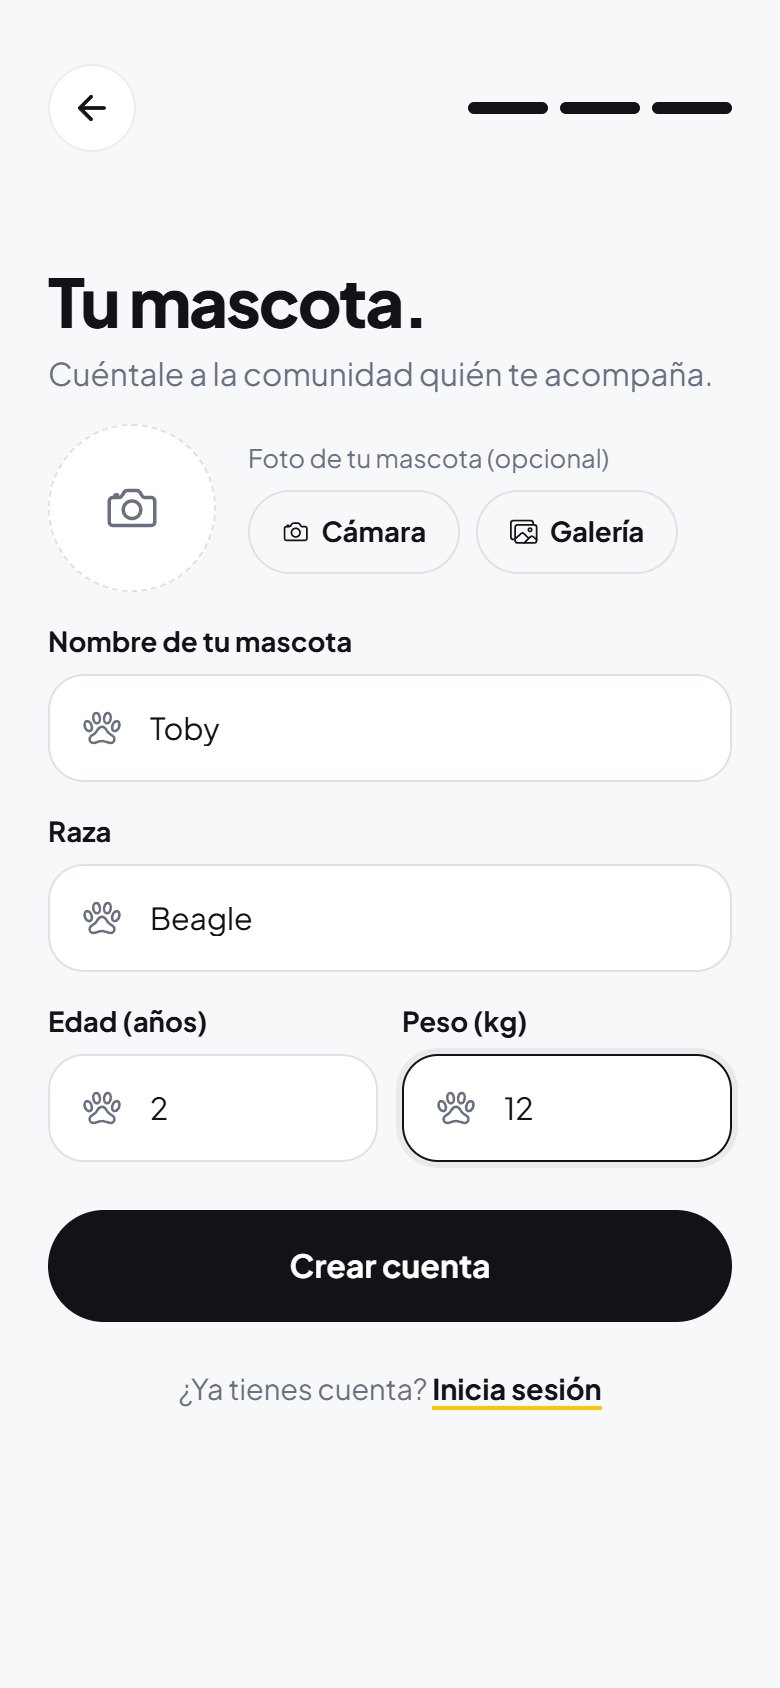 Tu mascota.
Cuéntale a la comunidad quién te acompaña.
Foto de tu mascota (opcional)
Cámara
Galería
Nombre de tu mascota
Toby
Raza
Beagle
Edad (años)
Peso (kg)
2
12
Crear cuenta
¿Ya tienes cuenta? Inicia sesión